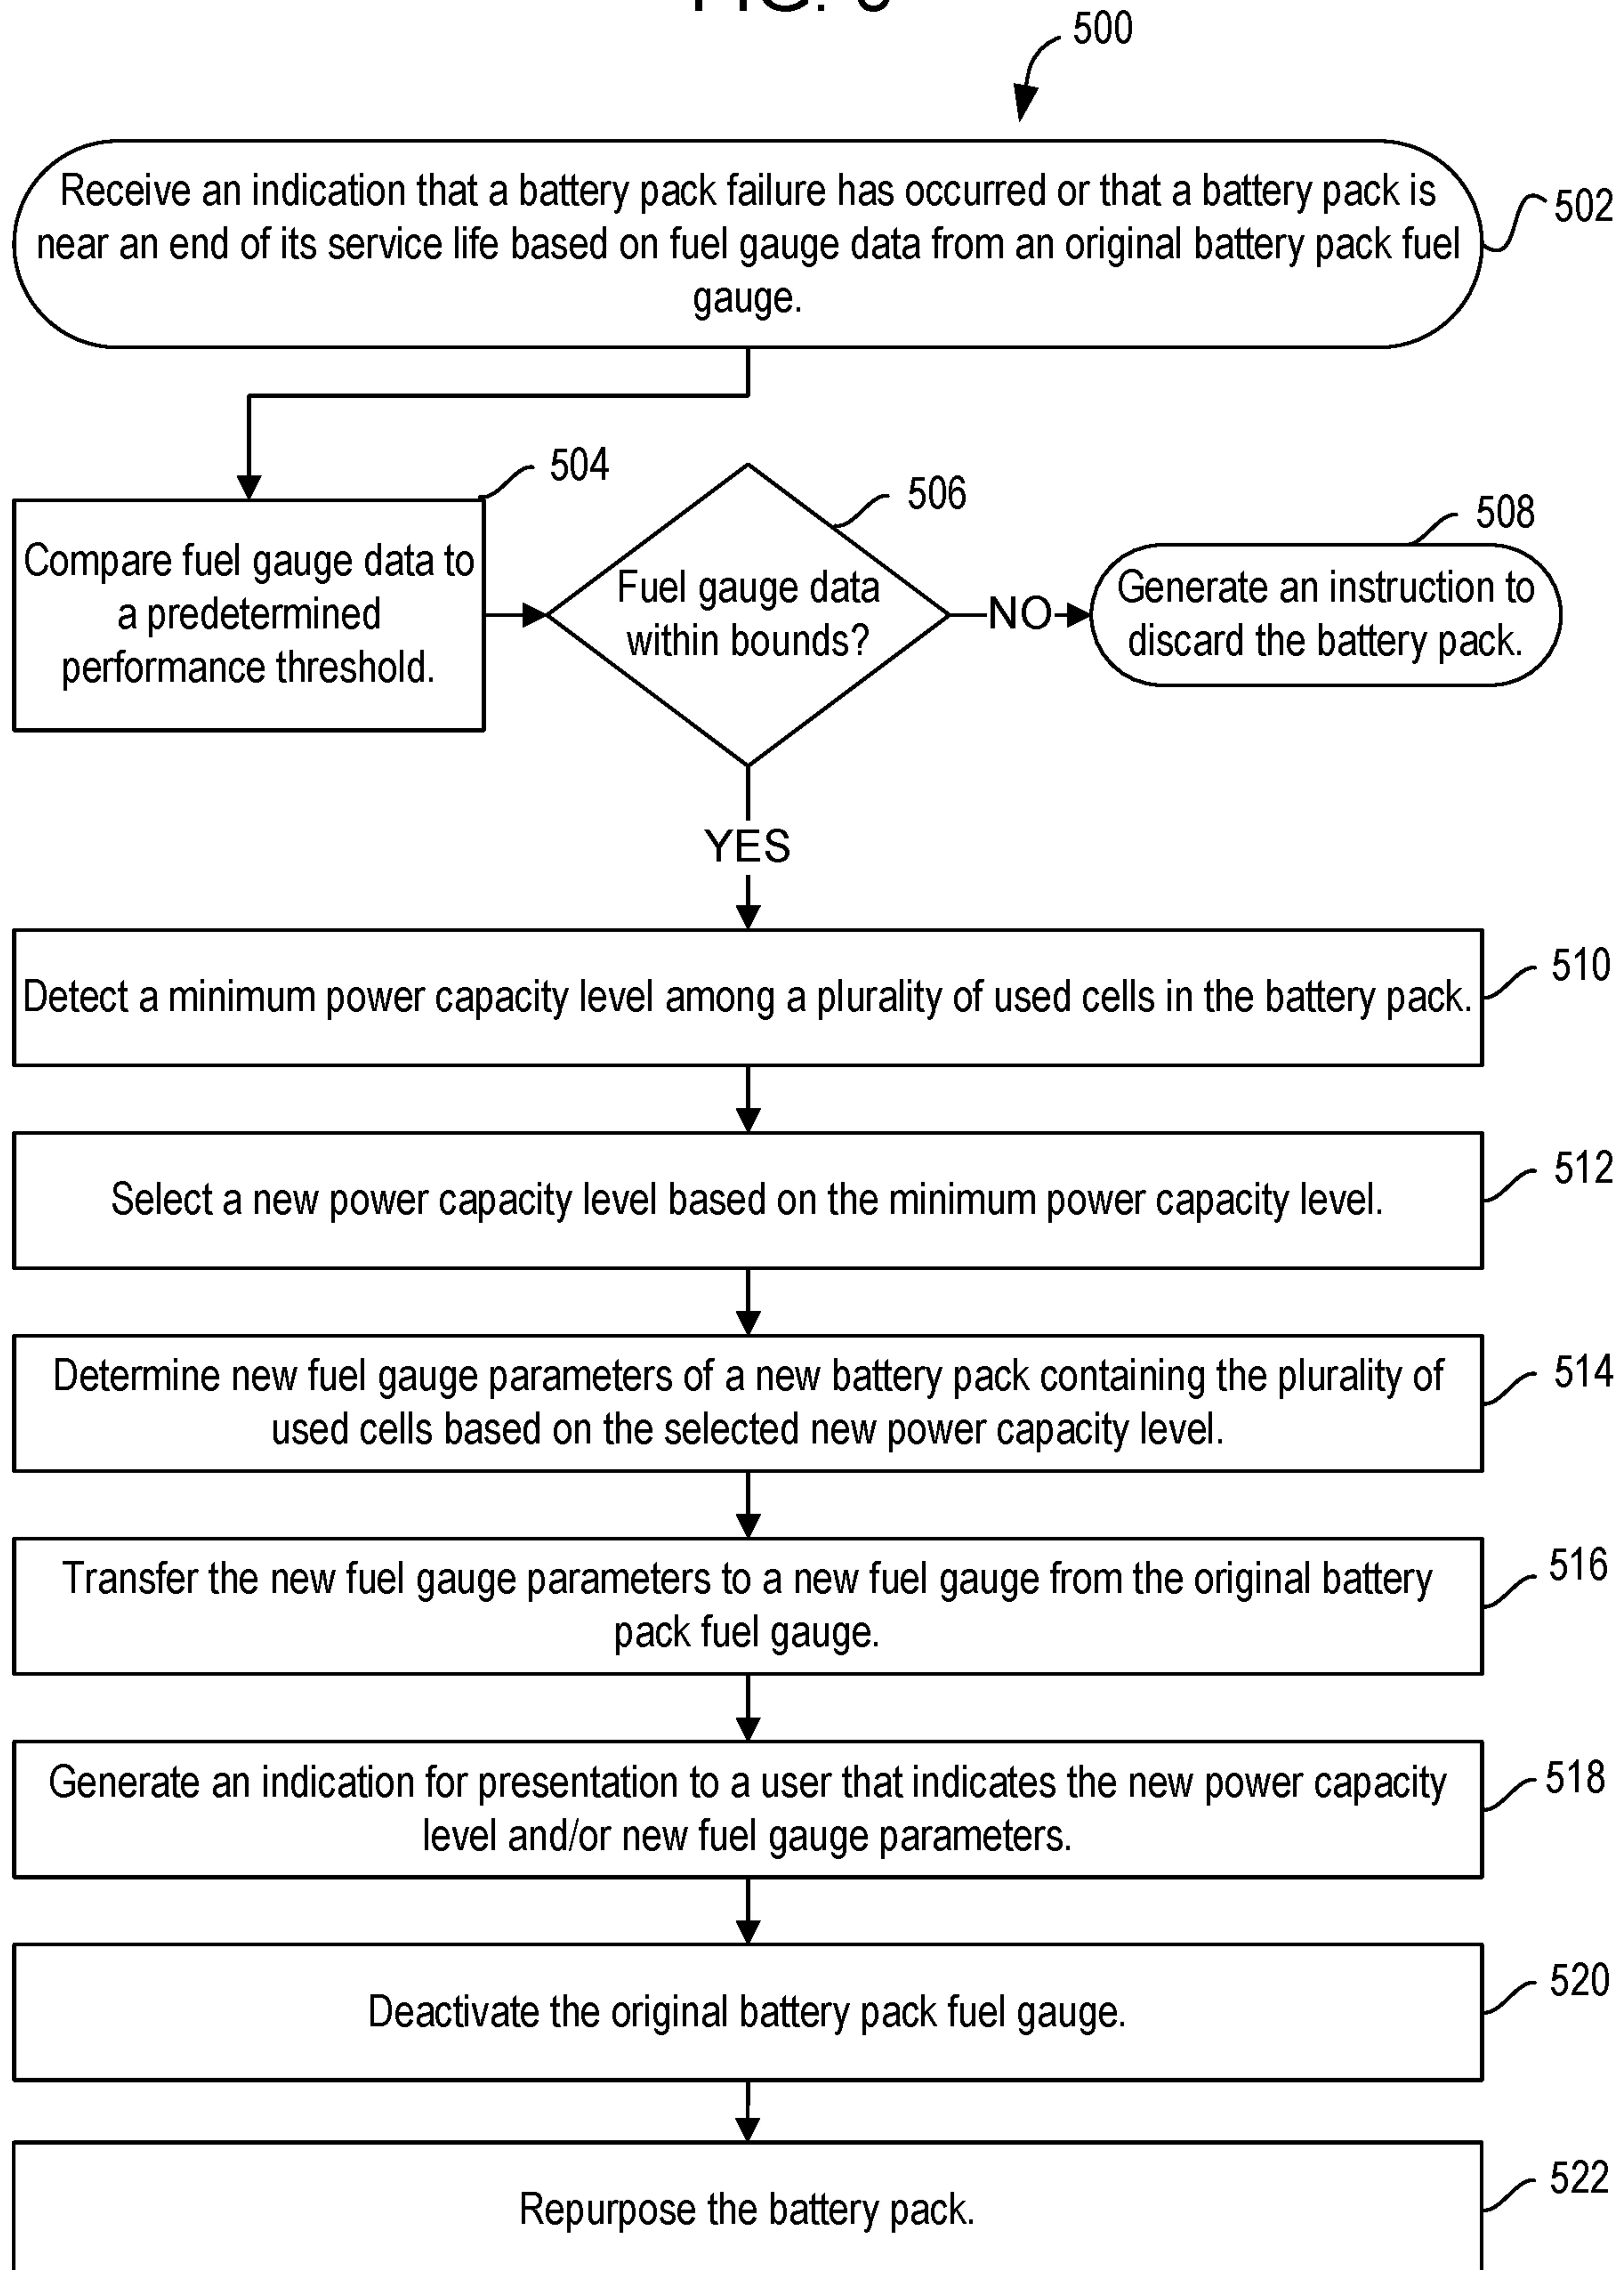 FIG.
500
Receive an indication that a battery pack failure has occurred or that a battery pack is
near an end of its service life based on fuel gauge data from an original battery pack fuel
gauge.
502
504
Compare fuel gauge data to
a predetermined
performance threshold.
506
Fuel gauge data
within bounds?
NO
508
Generate an instruction to
discard the battery pack.
YES
Detect a minimum power capacity level among a plurality of used cells in the battery pack.
510
Select a new power capacity level based on the minimum power capacity level.
512
Determine new fuel gauge parameters of a new battery pack containing the plurality of
used cells based on the selected new power capacity level.
514
Transfer the new fuel gauge parameters to a new fuel gauge from the original battery
pack fuel gauge.
516
Generate an indication for presentation to a user that indicates the new power capacity
level and/or new fuel gauge parameters.
518
Deactivate the original battery pack fuel gauge.
520
Repurpose the battery pack.
522